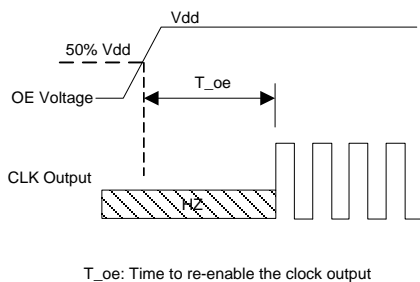 Vdd
50% Vdd
T_oe
OE Voltage
CLK Output
HZ
T_oe: Time to re-enable the clock output